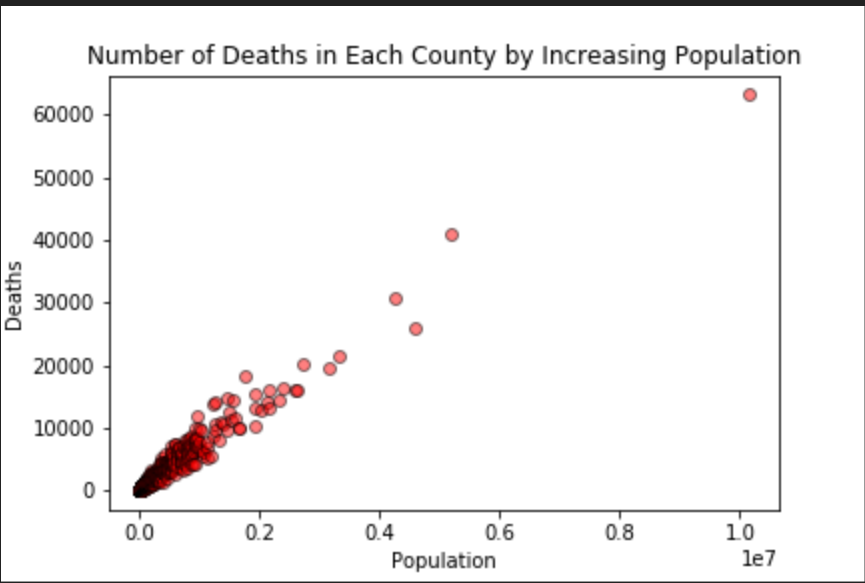 Number of Deaths in Each County by Increasing Population
60000
50000
40000
30000
20000
10000
0
Deaths
0.0 0.2 0.4 0.6 0.8 1.0
1e7
Population